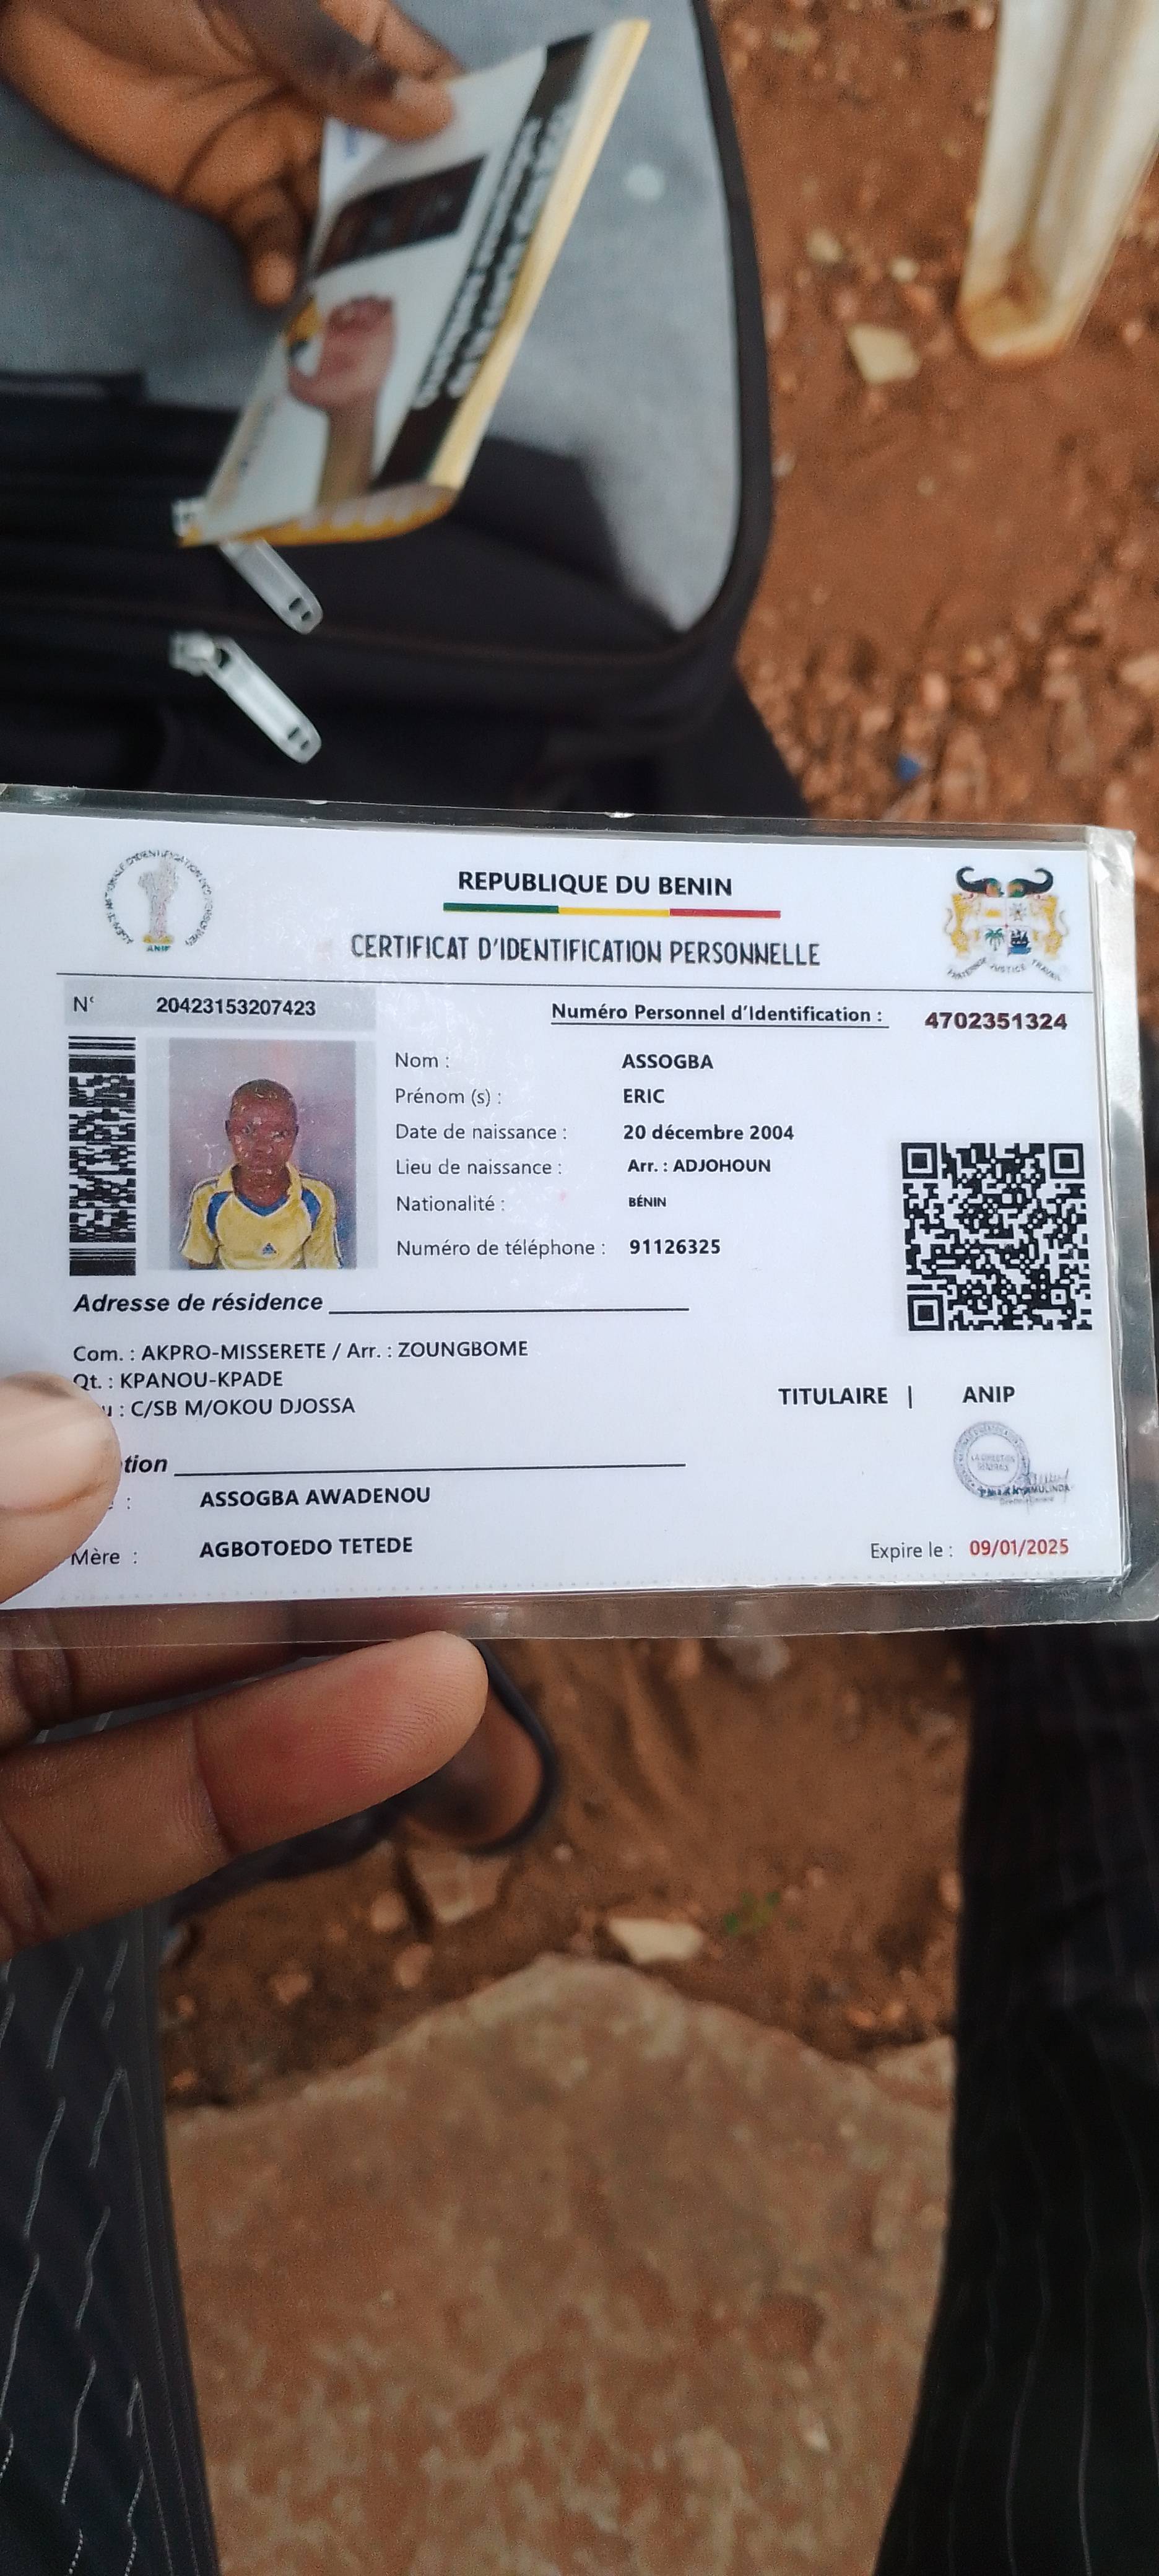 REPUBLIQUE DU BENIN
CERTIFICAT D'IDENTIFICATION PERSONNELLE
ANIP
FRATERNITE JUSTICE TRAVAIL
N° 20423153207423
Numéro Personnel d'Identification : 4702351324
Nom : ASSOGBA
Prénom (s) : ERIC
Date de naissance : 20 décembre 2004
Lieu de naissance : Arr. : ADJOHOUN
Nationalité : BÉNIN
Numéro de téléphone : 91126325
Adresse de résidence
Com. : AKPRO-MISSERETE / Arr. : ZOUNGBOME
Qt. : KPANOU-KPADE
: C/SB M/OKOU DJOSSA
TITULAIRE | ANIP
LA DIRECTION
GENERALE
tion
: ASSOGBA AWADENOU
Mère : AGBOTOEDO TETEDE
Expire le : 09/01/2025